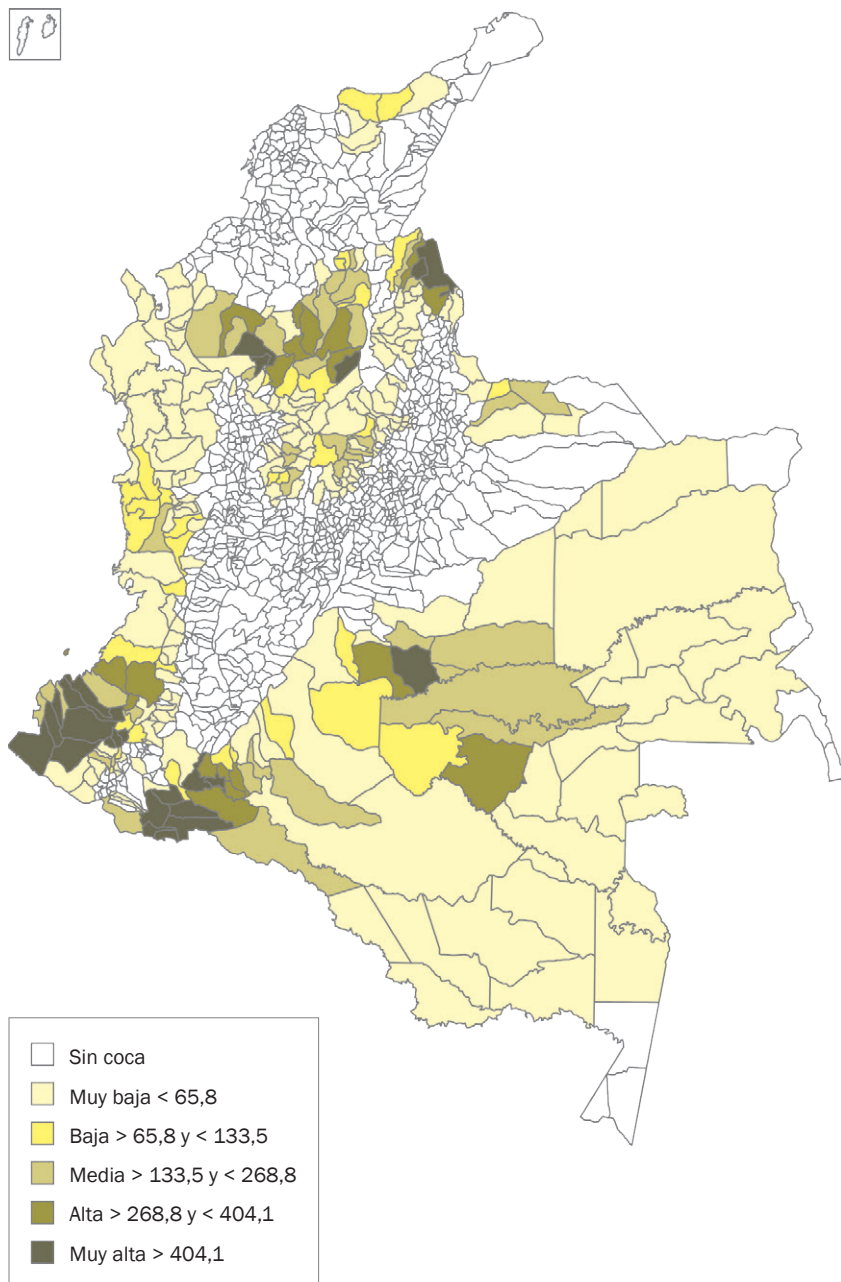 Sin coca
Muy baja < 65,8
Baja > 65,8 y < 133,5
Media > 133,5 y < 268,8
Alta > 268,8 y < 404,1
Muy alta > 404,1